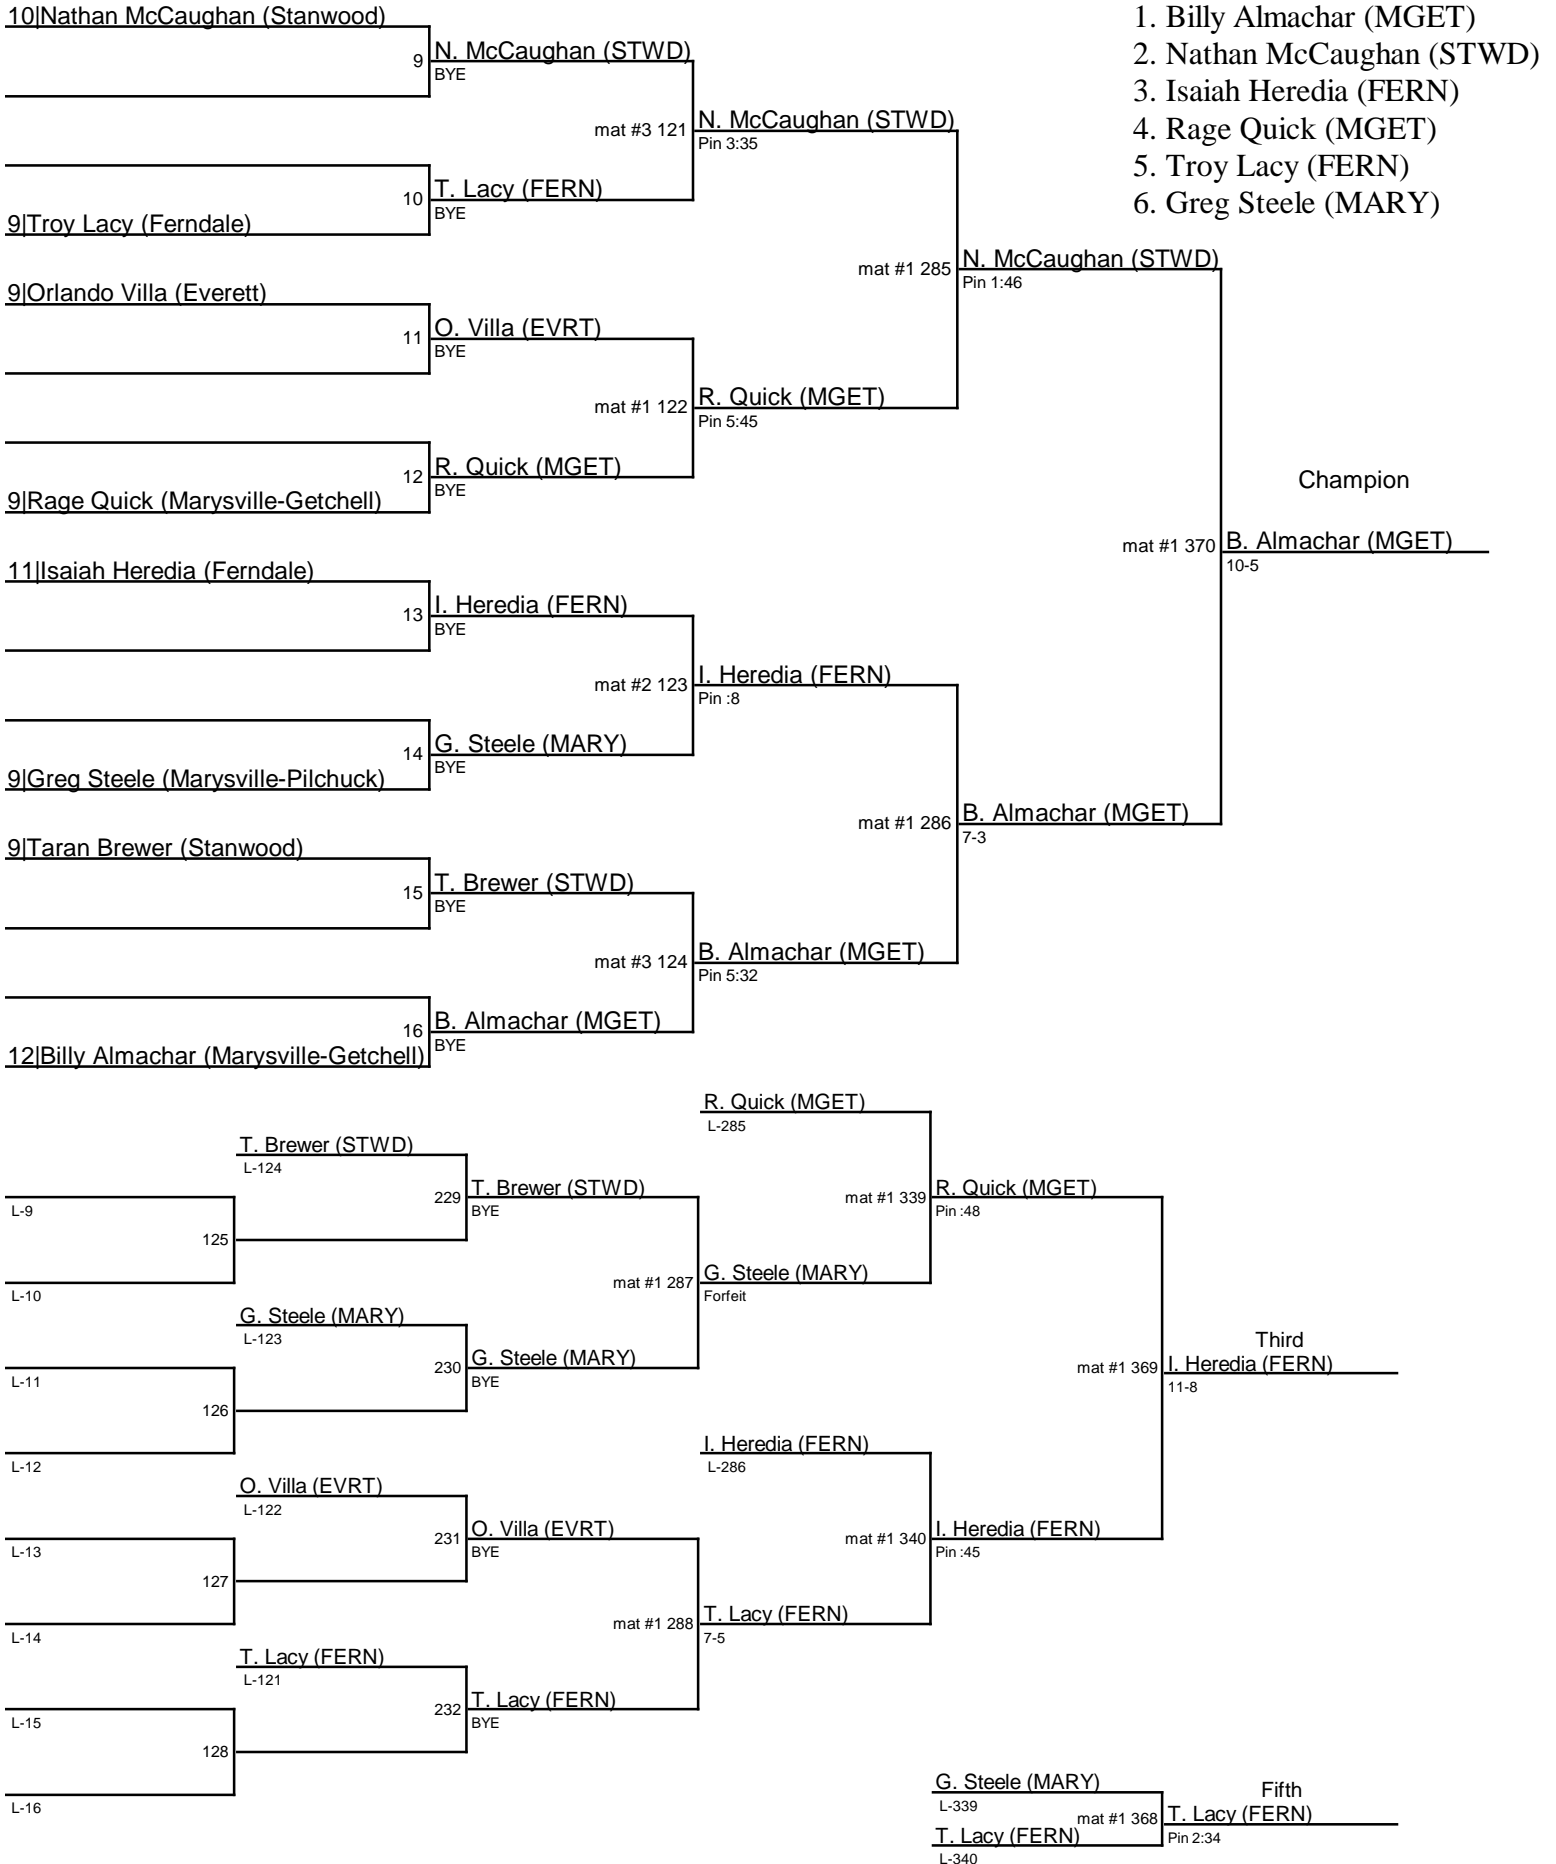 10|Nathan McCaughan (Stanwood)
1. Billy Almachar (MGET)
2. Nathan McCaughan (STWD)
3. Isaiah Heredia (FERN)
4. Rage Quick (MGET)
5. Troy Lacy (FERN)
6. Greg Steele (MARY)
9 N. McCaughan (STWD)
BYE
mat #3 121 N. McCaughan (STWD)
Pin 3:35
10 T. Lacy (FERN)
BYE
9|Troy Lacy (Ferndale)
mat #1 285 N. McCaughan (STWD)
Pin 1:46
9|Orlando Villa (Everett)
11 O. Villa (EVRT)
BYE
mat #1 122 R. Quick (MGET)
Pin 5:45
12 R. Quick (MGET)
BYE
9|Rage Quick (Marysville-Getchell)
Champion
mat #1 370 B. Almachar (MGET)
10-5
11|Isaiah Heredia (Ferndale)
13 I. Heredia (FERN)
BYE
mat #2 123 I. Heredia (FERN)
Pin :8
14 G. Steele (MARY)
BYE
9|Greg Steele (Marysville-Pilchuck)
mat #1 286 B. Almachar (MGET)
7-3
9|Taran Brewer (Stanwood)
15 T. Brewer (STWD)
BYE
mat #3 124 B. Almachar (MGET)
Pin 5:32
16 B. Almachar (MGET)
BYE
12|Billy Almachar (Marysville-Getchell)
R. Quick (MGET)
L-285
T. Brewer (STWD)
L-124
229 T. Brewer (STWD)
BYE
mat #1 339 R. Quick (MGET)
Pin :48
L-9
125
mat #1 287 G. Steele (MARY)
Forfeit
L-10
G. Steele (MARY)
L-123
230 G. Steele (MARY)
BYE
Third
mat #1 369 I. Heredia (FERN)
11-8
L-11
126
I. Heredia (FERN)
L-286
L-12
O. Villa (EVRT)
L-122
231 O. Villa (EVRT)
BYE
mat #1 340 I. Heredia (FERN)
Pin :45
L-13
127
mat #1 288 T. Lacy (FERN)
7-5
L-14
T. Lacy (FERN)
L-121
232 T. Lacy (FERN)
BYE
L-15
128
G. Steele (MARY)
L-339
Fifth
mat #1 368 T. Lacy (FERN)
Pin 2:34
L-16
T. Lacy (FERN)
L-340